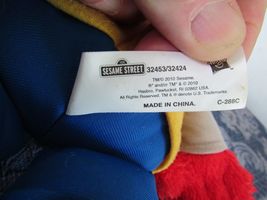 SESAME STREET 32453/32424
TM/© 2010 Sesame.
® and/or TM & © 2010
Hasbro, Pawtucket, RI 02862 USA
All Rights Reserved.
TM & ® denote U.S. Trademarks.
MADE IN CHINA. C-288C